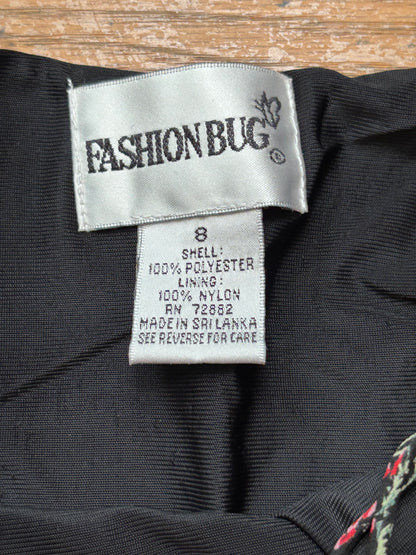 FASHION BUG®
8
SHELL:
100% POLYESTER
LINING:
100% NYLON
RN 72882
MADE IN SRI LANKA
SEE REVERSE FOR CARE